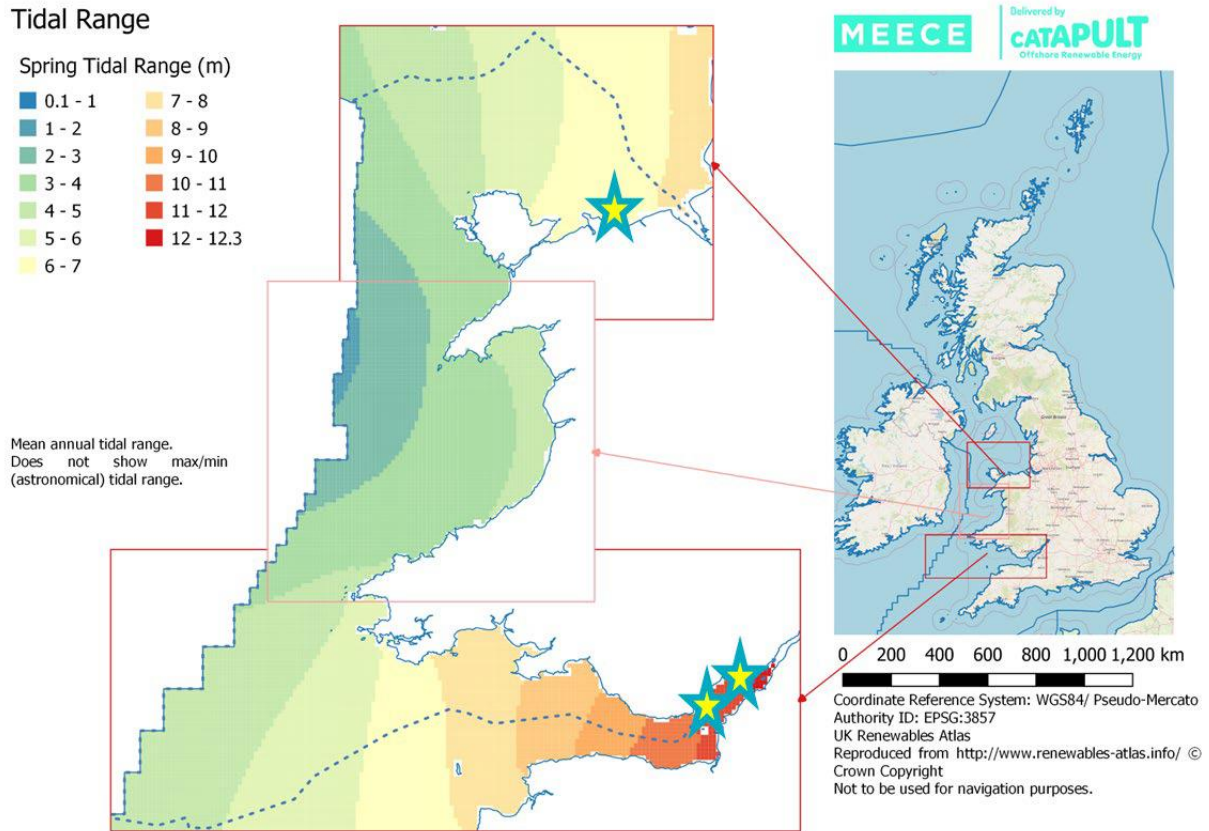 Tidal Range
Spring Tidal Range (m)
0.1 - 1
1 - 2
2 - 3
3 - 4
4 - 5
5 - 6
6 - 7
7 - 8
8 - 9
9 - 10
10 - 11
11 - 12
12 - 12.3
Mean annual tidal range.
Does not show max/min
(astronomical) tidal range.
MEECE
Delivered by
CATAPULT
Offshore Renewable Energy
0 200 400 600 800 1,000 1,200 km
Coordinate Reference System: WGS84/ Pseudo-Mercato
Authority ID: EPSG:3857
UK Renewables Atlas
Reproduced from http://www.renewables-atlas.info/ ©
Crown Copyright
Not to be used for navigation purposes.